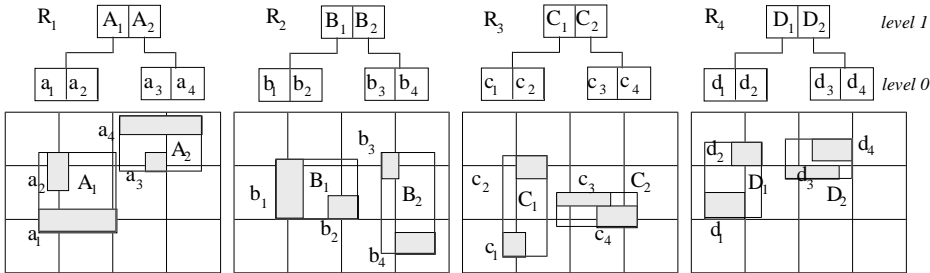 R₁ A₁ A₂ R₂ B₁ B₂ R₃ C₁ C₂ R₄ D₁ D₂ level 1
a₁ a₂ a₃ a₄ b₁ b₂ b₃ b₄ c₁ c₂ c₃ c₄ d₁ d₂ d₃ d₄ level 0
a₄ A₂ a₃ a₂ A₁ a₁
b₃ B₁ b₁ B₂ b₂ b₄
c₂ c₃ C₂ C₁ c₄ c₁
d₂ d₄ d₃ D₁ D₂ d₁